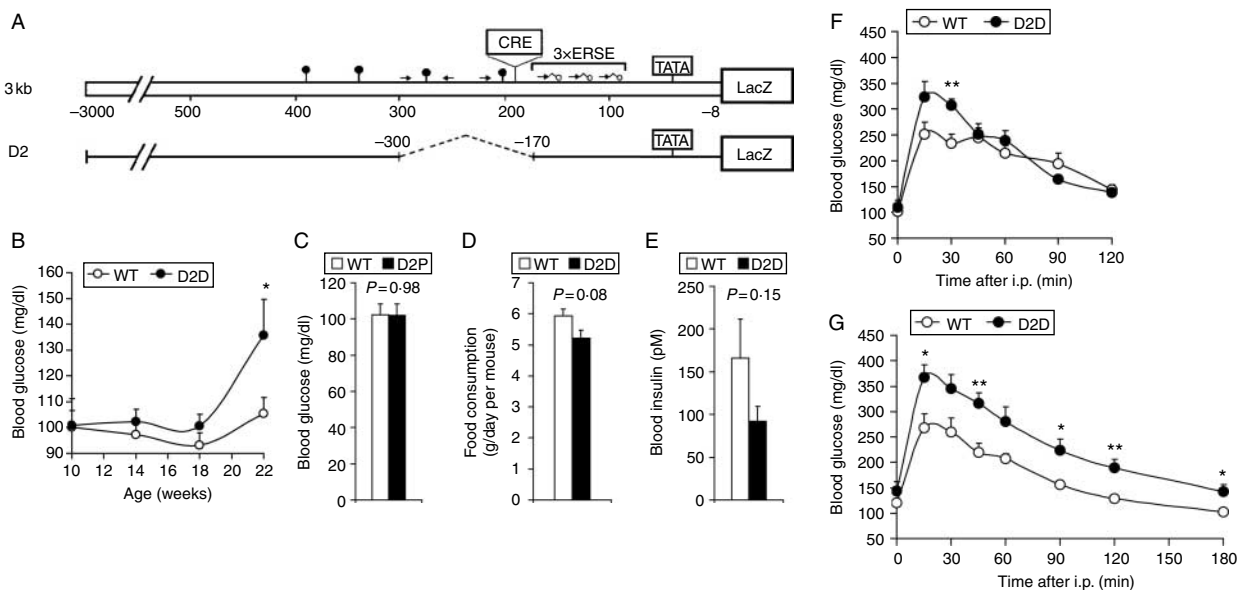 A
CRE
3×ERSE
TATA
LacZ
3 kb
−3000
500
400
300
200
100
−8
D2
−300
−170
TATA
LacZ
B
WT
D2D
Blood glucose (mg/dl)
160
150
140
130
120
110
100
90
*
10
12
14
16
18
20
22
Age (weeks)
C
WT
D2P
P=0·98
Blood glucose (mg/dl)
120
100
80
60
40
20
0
D
WT
D2D
P=0·08
Food consumption
(g/day per mouse)
7
6
5
4
3
2
1
0
E
WT
D2D
P=0·15
Blood insulin (pM)
250
200
150
100
50
0
F
WT
D2D
Blood glucose (mg/dl)
450
400
350
300
250
200
150
100
50
**
0
30
60
90
120
Time after i.p. (min)
G
WT
D2D
Blood glucose (mg/dl)
450
400
350
300
250
200
150
100
50
*
**
*
**
*
0
30
60
90
120
150
180
Time after i.p. (min)